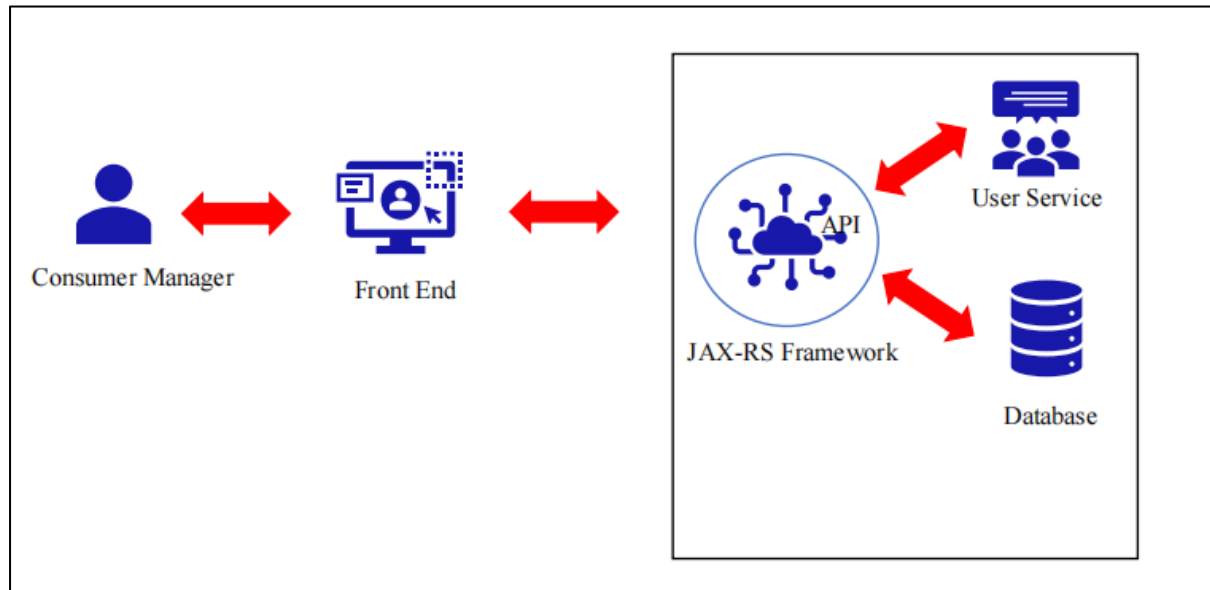 Consumer Manager
Front End
API
JAX-RS Framework
User Service
Database